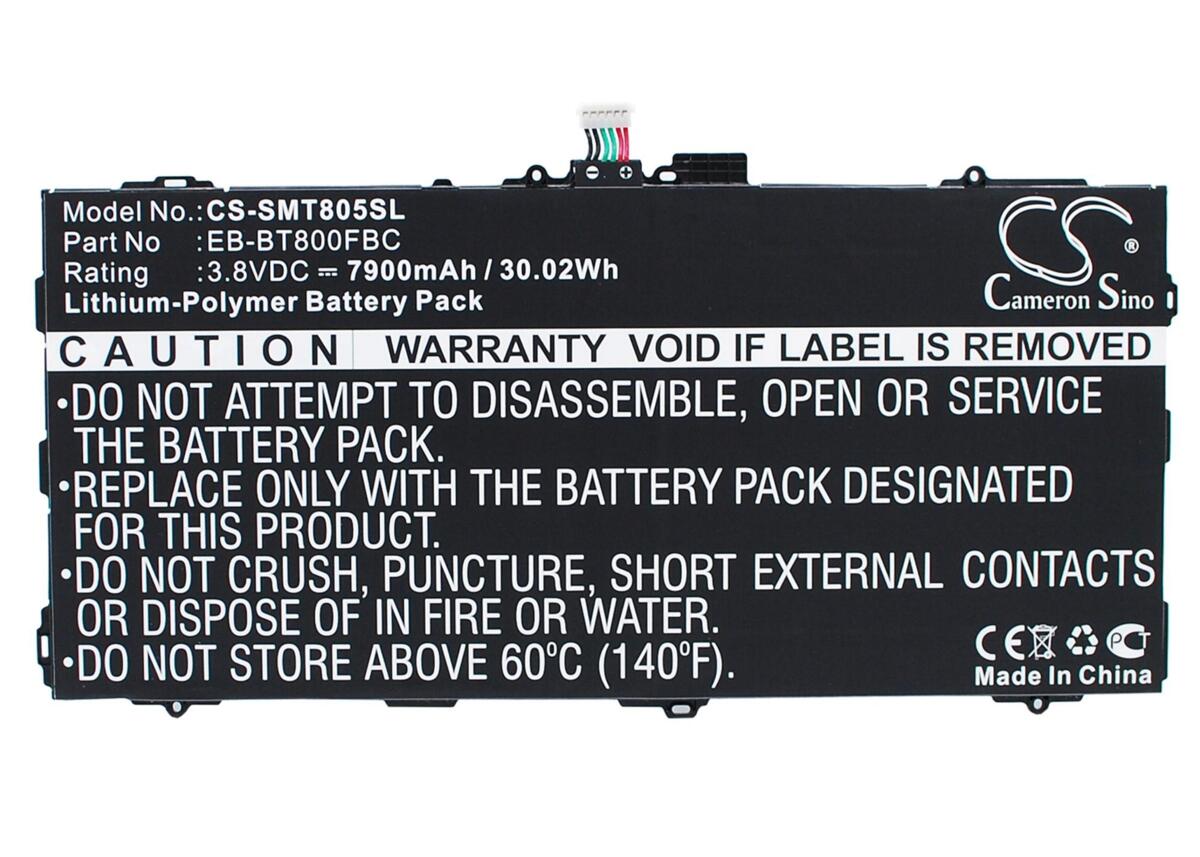 Model No.:CS-SMT805SL
Part No :EB-BT800FBC
Rating :3.8VDC ⎓ 7900mAh / 30.02Wh
Lithium-Polymer Battery Pack
CS ®
Cameron Sino
CAUTION WARRANTY VOID IF LABEL IS REMOVED
•DO NOT ATTEMPT TO DISASSEMBLE, OPEN OR SERVICE
THE BATTERY PACK.
•REPLACE ONLY WITH THE BATTERY PACK DESIGNATED
FOR THIS PRODUCT.
•DO NOT CRUSH, PUNCTURE, SHORT EXTERNAL CONTACTS
OR DISPOSE OF IN FIRE OR WATER.
•DO NOT STORE ABOVE 60°C (140°F).
CE PCT
Made In China
− +